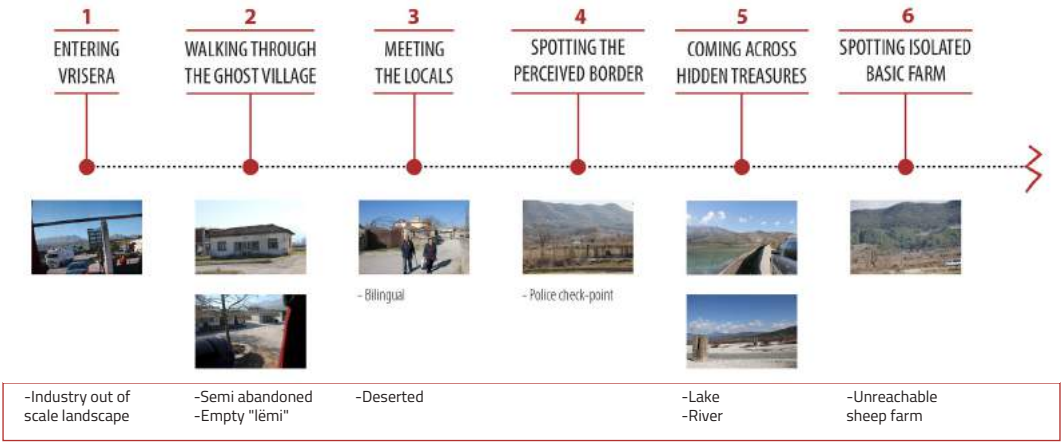 1
ENTERING
VRISERA
2
WALKING THROUGH
THE GHOST VILLAGE
3
MEETING
THE LOCALS
4
SPOTTING THE
PERCEIVED BORDER
5
COMING ACROSS
HIDDEN TREASURES
6
SPOTTING ISOLATED
BASIC FARM
- Bilingual
- Police check-point
-Industry out of
scale landscape
-Semi abandoned
-Empty "lëmi"
-Deserted
-Lake
-River
-Unreachable
sheep farm